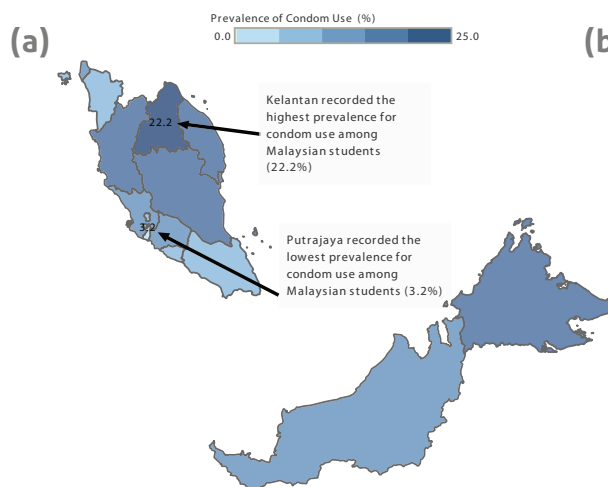 Prevalence of Condom Use (%)
(a)
0.0
25.0
(b)
Kelantan recorded the
highest prevalence for
condom use among
Malaysian students
(22.2%)
22.2
Putrajaya recorded the
lowest prevalence for
condom use among
Malaysian students (3.2%)
3.2